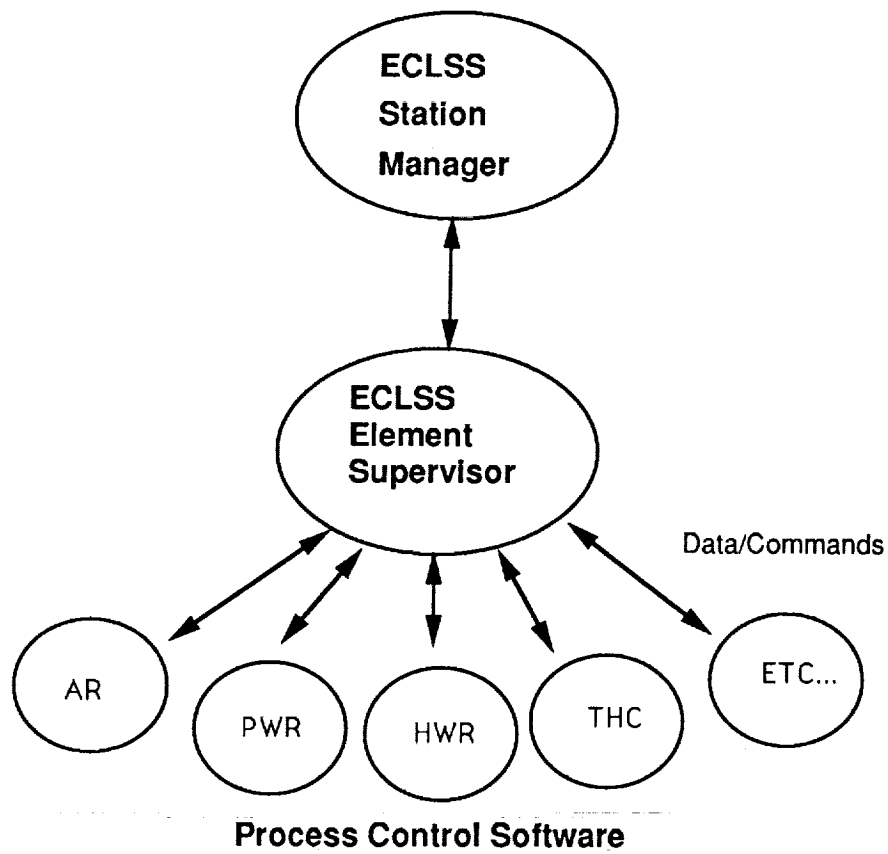 ECLSS
Station
Manager
ECLSS
Element
Supervisor
Data/Commands
AR
PWR
HWR
THC
ETC...
Process Control Software